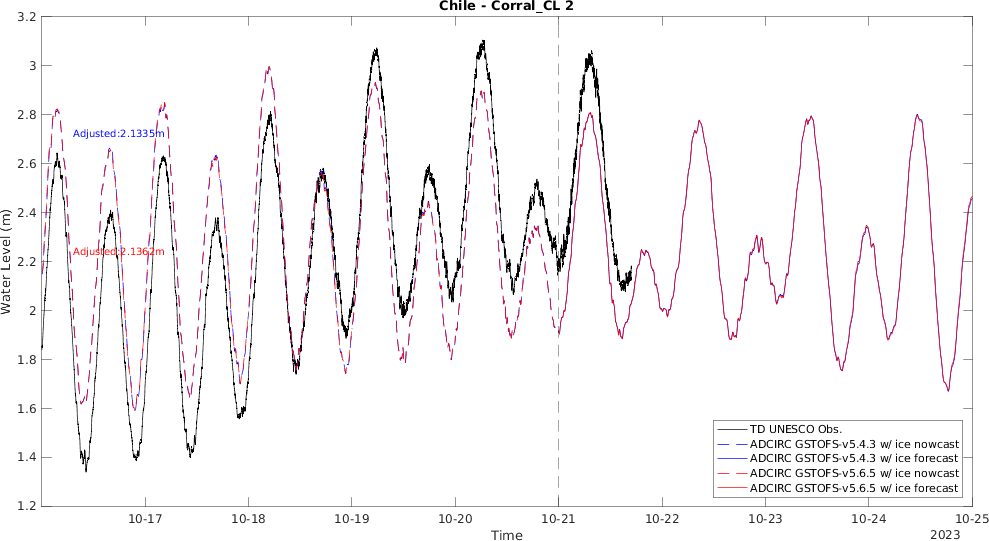 Chile - Corral_CL 2
3.2
3
2.8
2.6
2.4
2.2
2
1.8
1.6
1.4
1.2
Water Level (m)
Adjusted:2.1335m
Adjusted:2.1362m
TD UNESCO Obs.
ADCIRC GSTOFS-v5.4.3 w/ ice nowcast
ADCIRC GSTOFS-v5.4.3 w/ ice forecast
ADCIRC GSTOFS-v5.6.5 w/ ice nowcast
ADCIRC GSTOFS-v5.6.5 w/ ice forecast
10-17 10-18 10-19 10-20 10-21 10-22 10-23 10-24 10-25
Time
2023